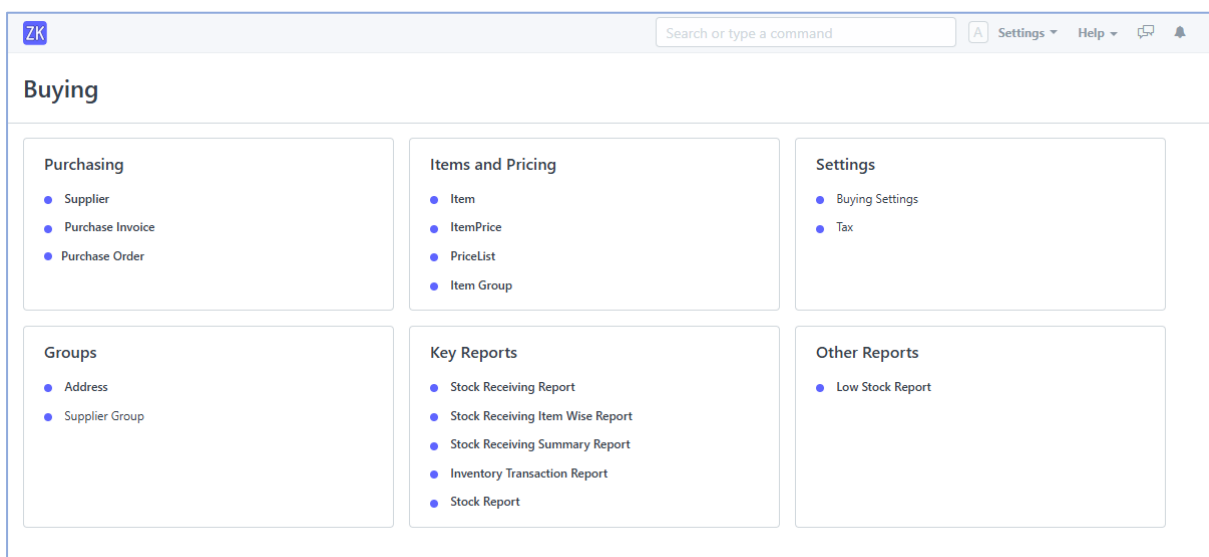 ZK
Search or type a command
A Settings Help
Buying
Purchasing
Supplier
Purchase Invoice
Purchase Order
Items and Pricing
Item
ItemPrice
PriceList
Item Group
Settings
Buying Settings
Tax
Groups
Address
Supplier Group
Key Reports
Stock Receiving Report
Stock Receiving Item Wise Report
Stock Receiving Summary Report
Inventory Transaction Report
Stock Report
Other Reports
Low Stock Report